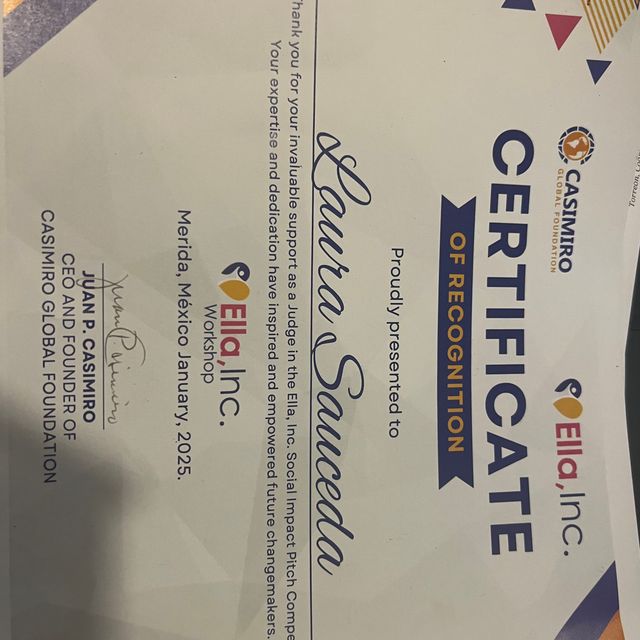 CASIMIRO
GLOBAL FOUNDATION
Ella, Inc.
CERTIFICATE
OF RECOGNITION
Proudly presented to
Laura Sauceda
Thank you for your invaluable support as a Judge in the Ella, Inc. Social Impact Pitch Compe
Your expertise and dedication have inspired and empowered future changemakers.
Ella, Inc.
Workshop
Merida, México January, 2025.
JUAN P. CASIMIRO
CEO AND FOUNDER OF
CASIMIRO GLOBAL FOUNDATION